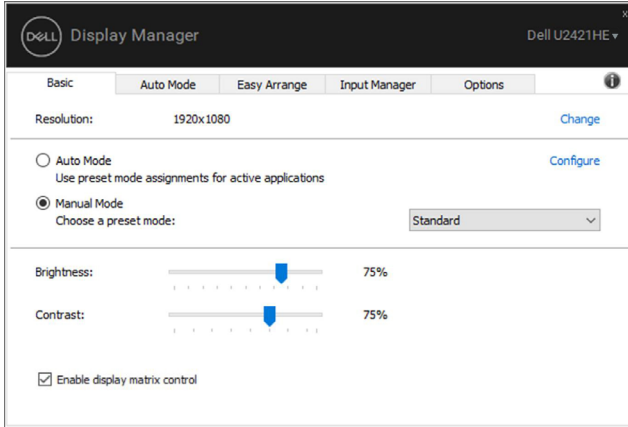 DELL Display Manager
x
Dell U2421HE
Basic Auto Mode Easy Arrange Input Manager Options
Resolution: 1920x1080 Change
Auto Mode Configure
Use preset mode assignments for active applications
Manual Mode
Choose a preset mode: Standard
Brightness: 75%
Contrast: 75%
Enable display matrix control